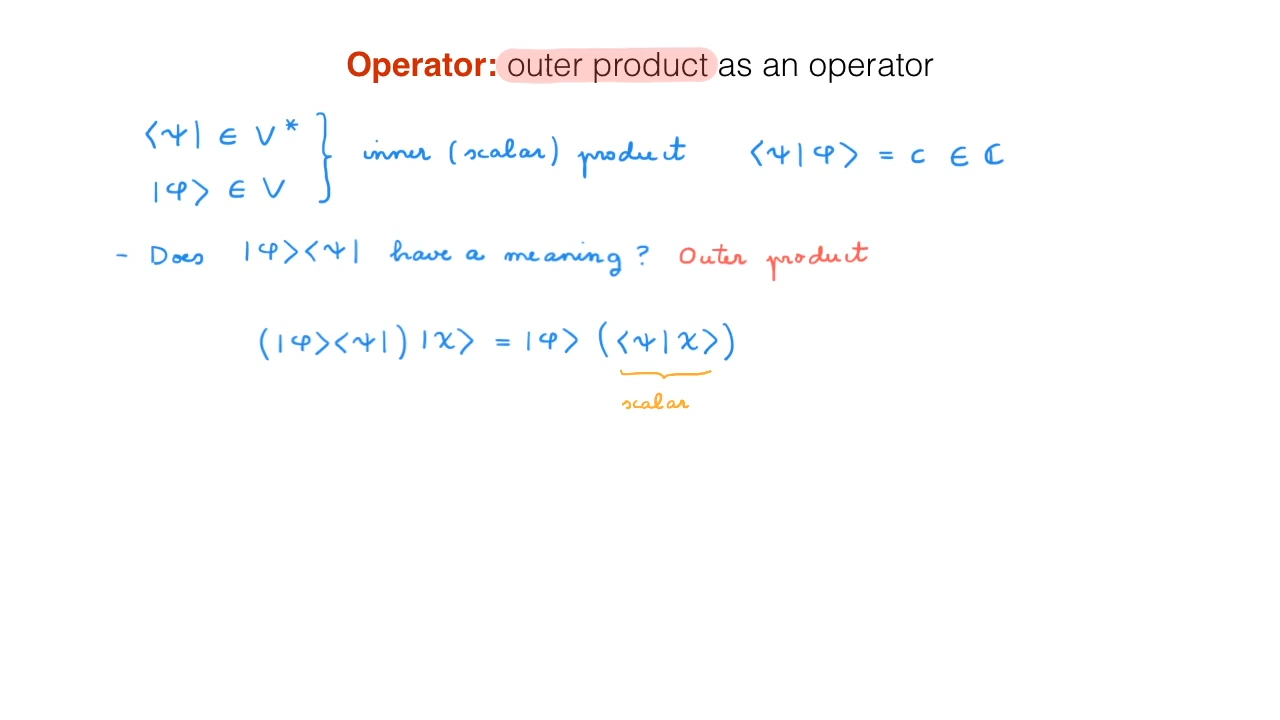 Operator: outer product as an operator
⟨ψ| ∈ V*
|φ⟩ ∈ V
} inner (scalar) product ⟨ψ|φ⟩ = c ∈ ℂ
- Does |φ⟩⟨ψ| have a meaning? Outer product
(|φ⟩⟨ψ|) |χ⟩ = |φ⟩ (⟨ψ|χ⟩)
scalar